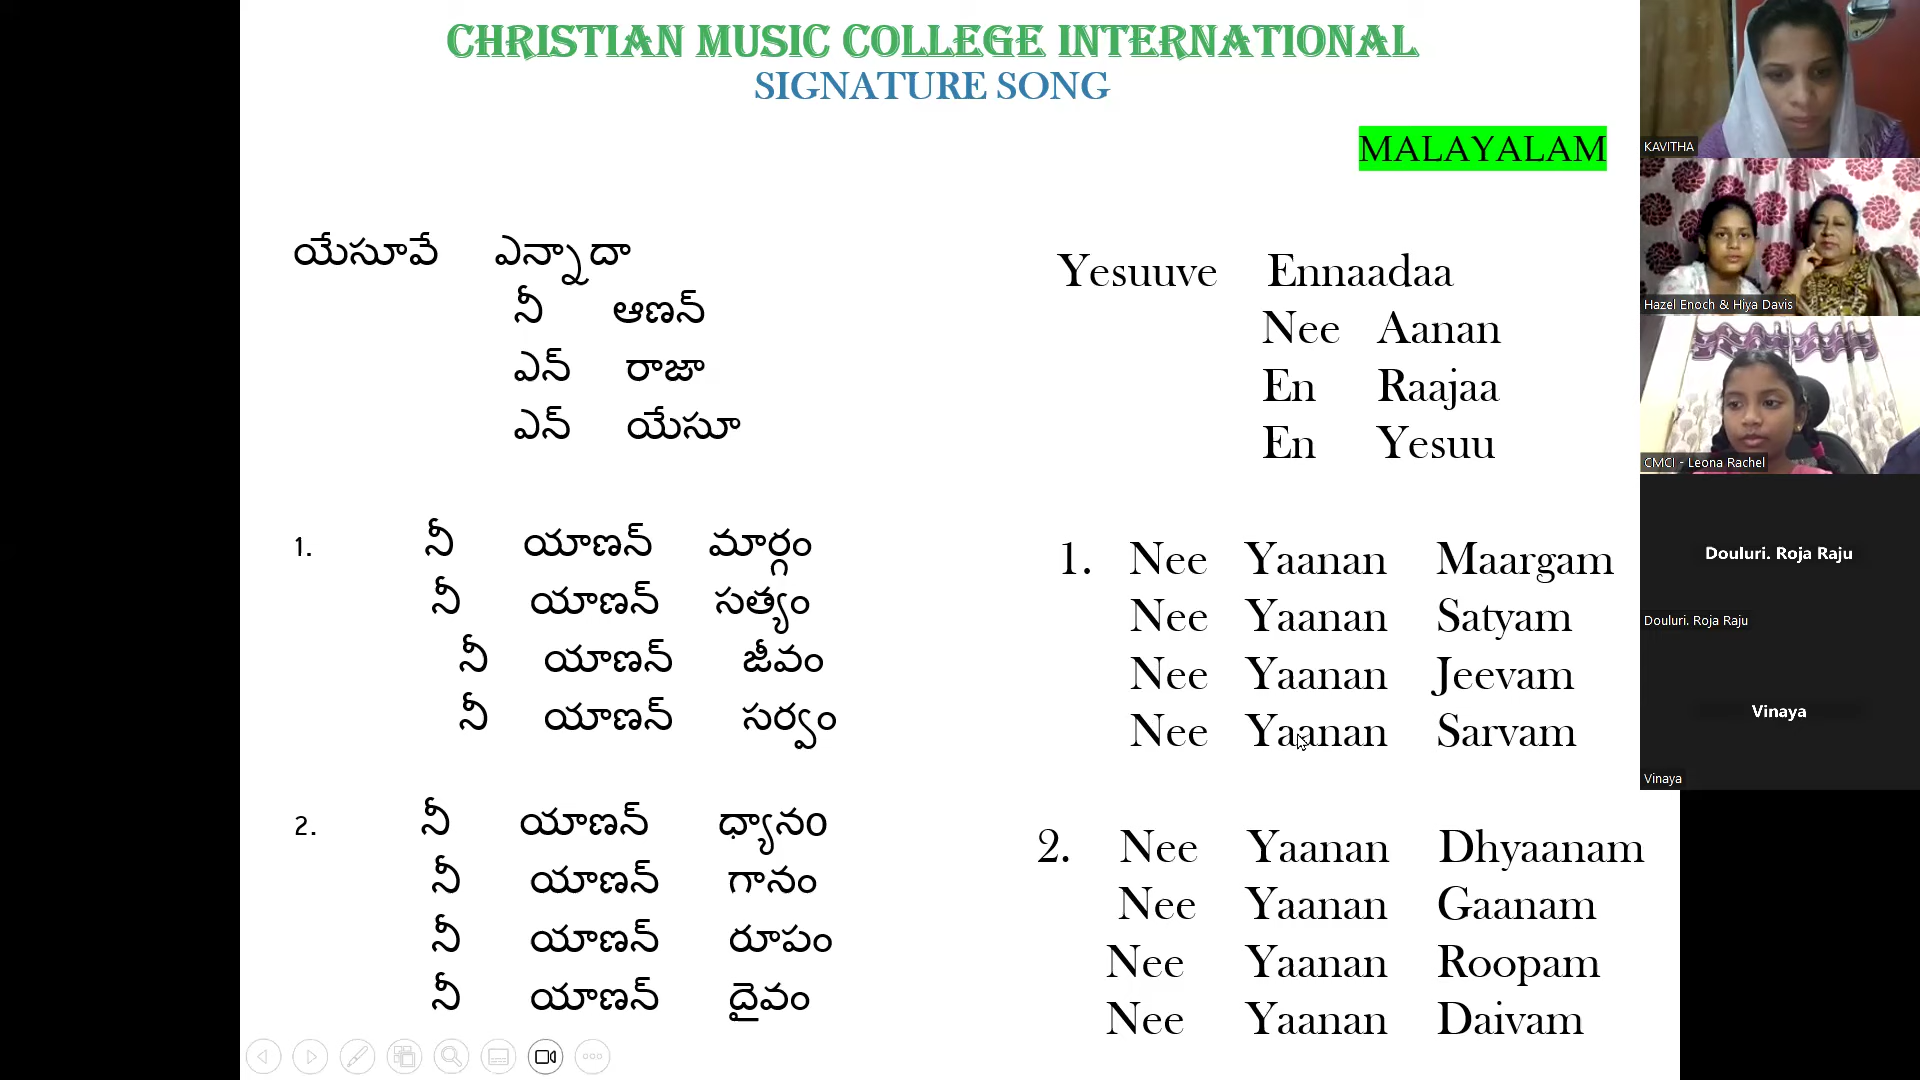 CHRISTIAN MUSIC COLLEGE INTERNATIONAL
SIGNATURE SONG
MALAYALAM
యేసూవే ఎన్నాదా
నీ ఆణన్
ఎన్ రాజా
ఎన్ యేసూ
1. నీ యాణన్ మార్గం
నీ యాణన్ సత్యం
నీ యాణన్ జీవం
నీ యాణన్ సర్వం
2. నీ యాణన్ ధ్యానం
నీ యాణన్ గానం
నీ యాణన్ రూపం
నీ యాణన్ దైవం
Yesuuve Ennaadaa
Nee Aanan
En Raajaa
En Yesuu
1. Nee Yaanan Maargam
Nee Yaanan Satyam
Nee Yaanan Jeevam
Nee Yaanan Sarvam
2. Nee Yaanan Dhyaanam
Nee Yaanan Gaanam
Nee Yaanan Roopam
Nee Yaanan Daivam
KAVITHA
Hazel Enoch & Hiya Davis
CMCI - Leona Rachel
Douluri. Roja Raju
Douluri. Roja Raju
Vinaya
Vinaya